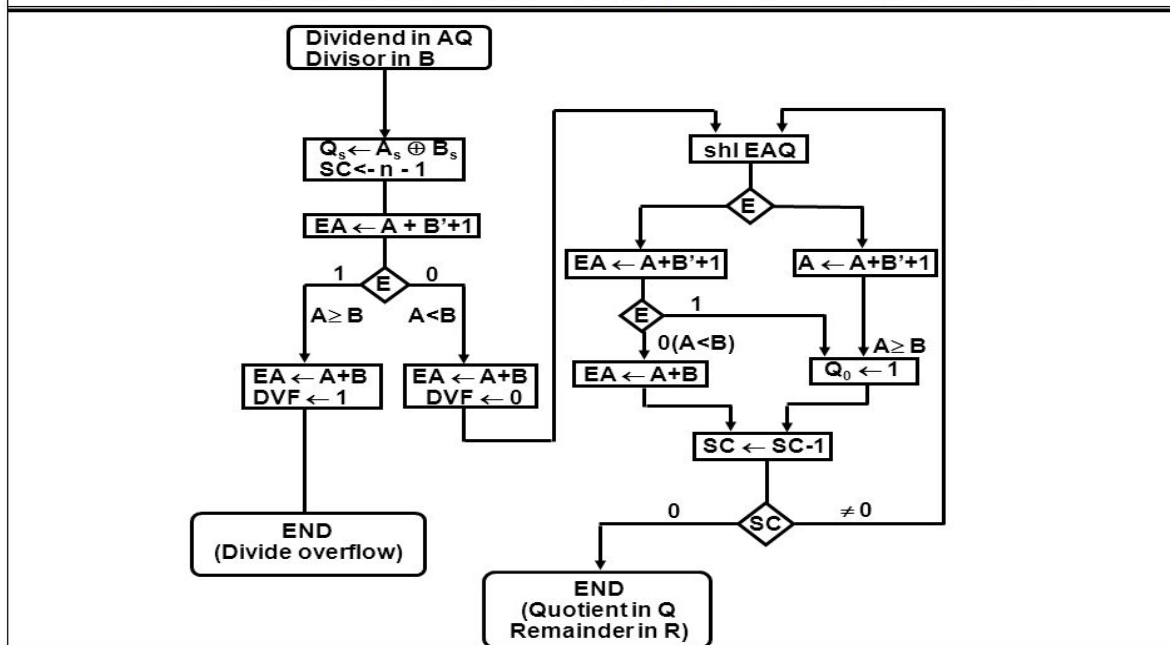 Dividend in AQ
Divisor in B
Qs ← As ⊕ Bs
SC<- n - 1
EA ← A + B'+1
1
E
0
A≥ B
A<B
EA ← A+B
DVF ← 1
EA ← A+B
DVF ← 0
END
(Divide overflow)
shl EAQ
E
EA ← A+B'+1
A ← A+B'+1
E
1
0(A<B)
A≥ B
EA ← A+B
Q0 ← 1
SC ← SC-1
0
SC
≠ 0
END
(Quotient in Q
Remainder in R)